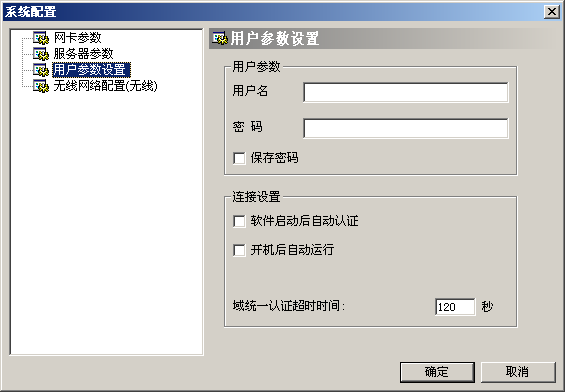 系统配置
网卡参数
服务器参数
用户参数设置
无线网络配置(无线)
用户参数设置
用户参数
用户名
密 码
保存密码
连接设置
软件启动后自动认证
开机后自动运行
域统一认证超时时间: 120 秒
确定 取消